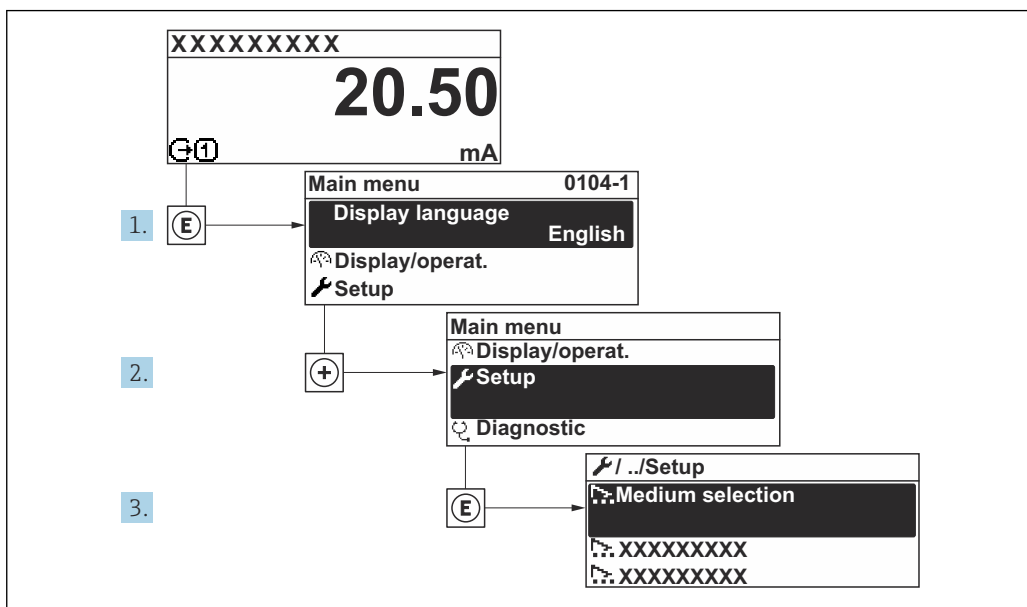 XXXXXXXXX
20.50
1 mA
Main menu 0104-1
1. E
Display language
English
Display/operat.
Setup
Main menu
2. +
Display/operat.
Setup
Diagnostic
/ ../Setup
3. E
Medium selection
XXXXXXXXX
XXXXXXXXX